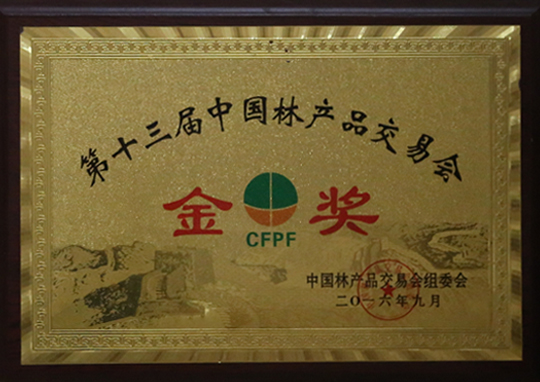 第十三届中国林产品交易会
金奖
CFPF
中国林产品交易会组委会
二〇一六年九月